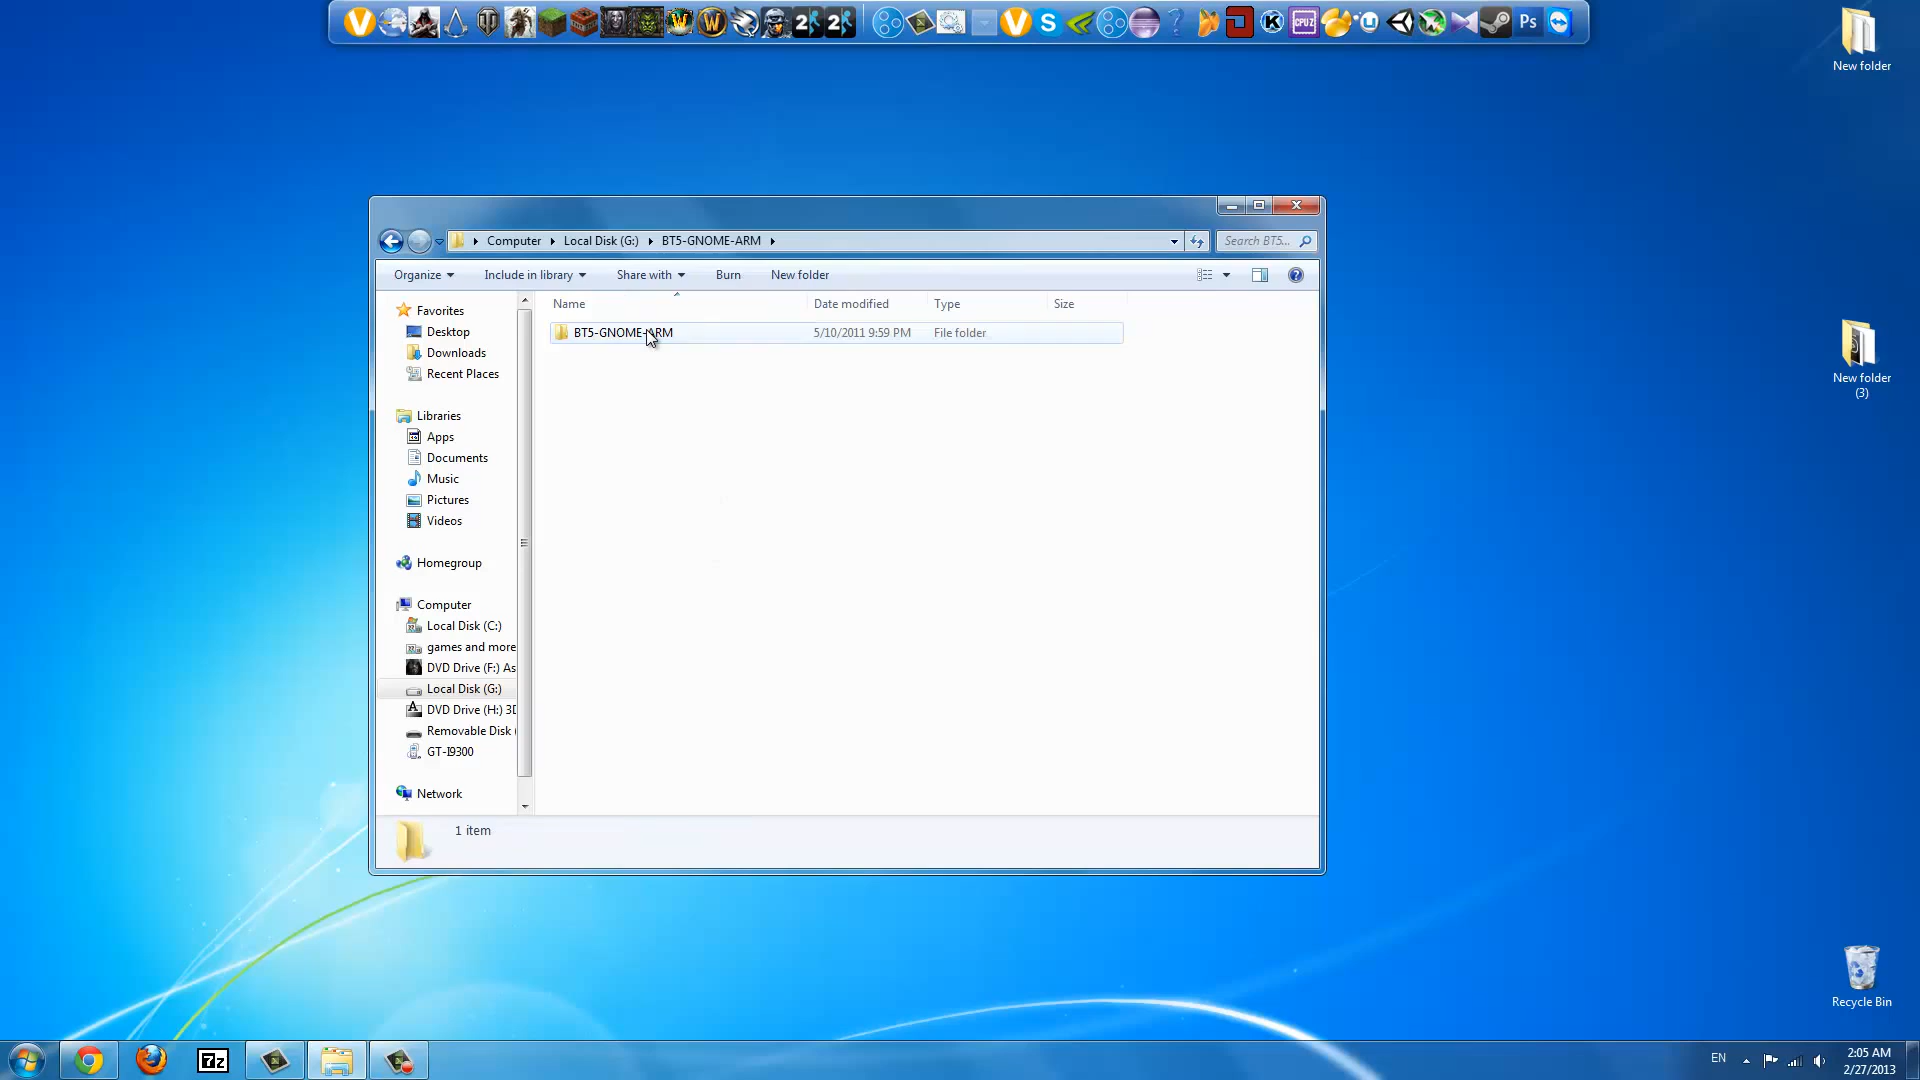 New folder
Computer
Local Disk (G:)
BT5-GNOME-ARM
Search BT5...
Organize
Include in library
Share with
Burn
New folder
Name
Date modified
Type
Size
BT5-GNOME-ARM
5/10/2011 9:59 PM
File folder
Favorites
Desktop
Downloads
Recent Places
Libraries
Apps
Documents
Music
Pictures
Videos
Homegroup
Computer
Local Disk (C:)
games and more
DVD Drive (F:) As
Local Disk (G:)
DVD Drive (H:) 3D
Removable Disk (
GT-I9300
Network
1 item
New folder
(3)
Recycle Bin
CPUZ
Ps
7z
EN
2:05 AM
2/27/2013